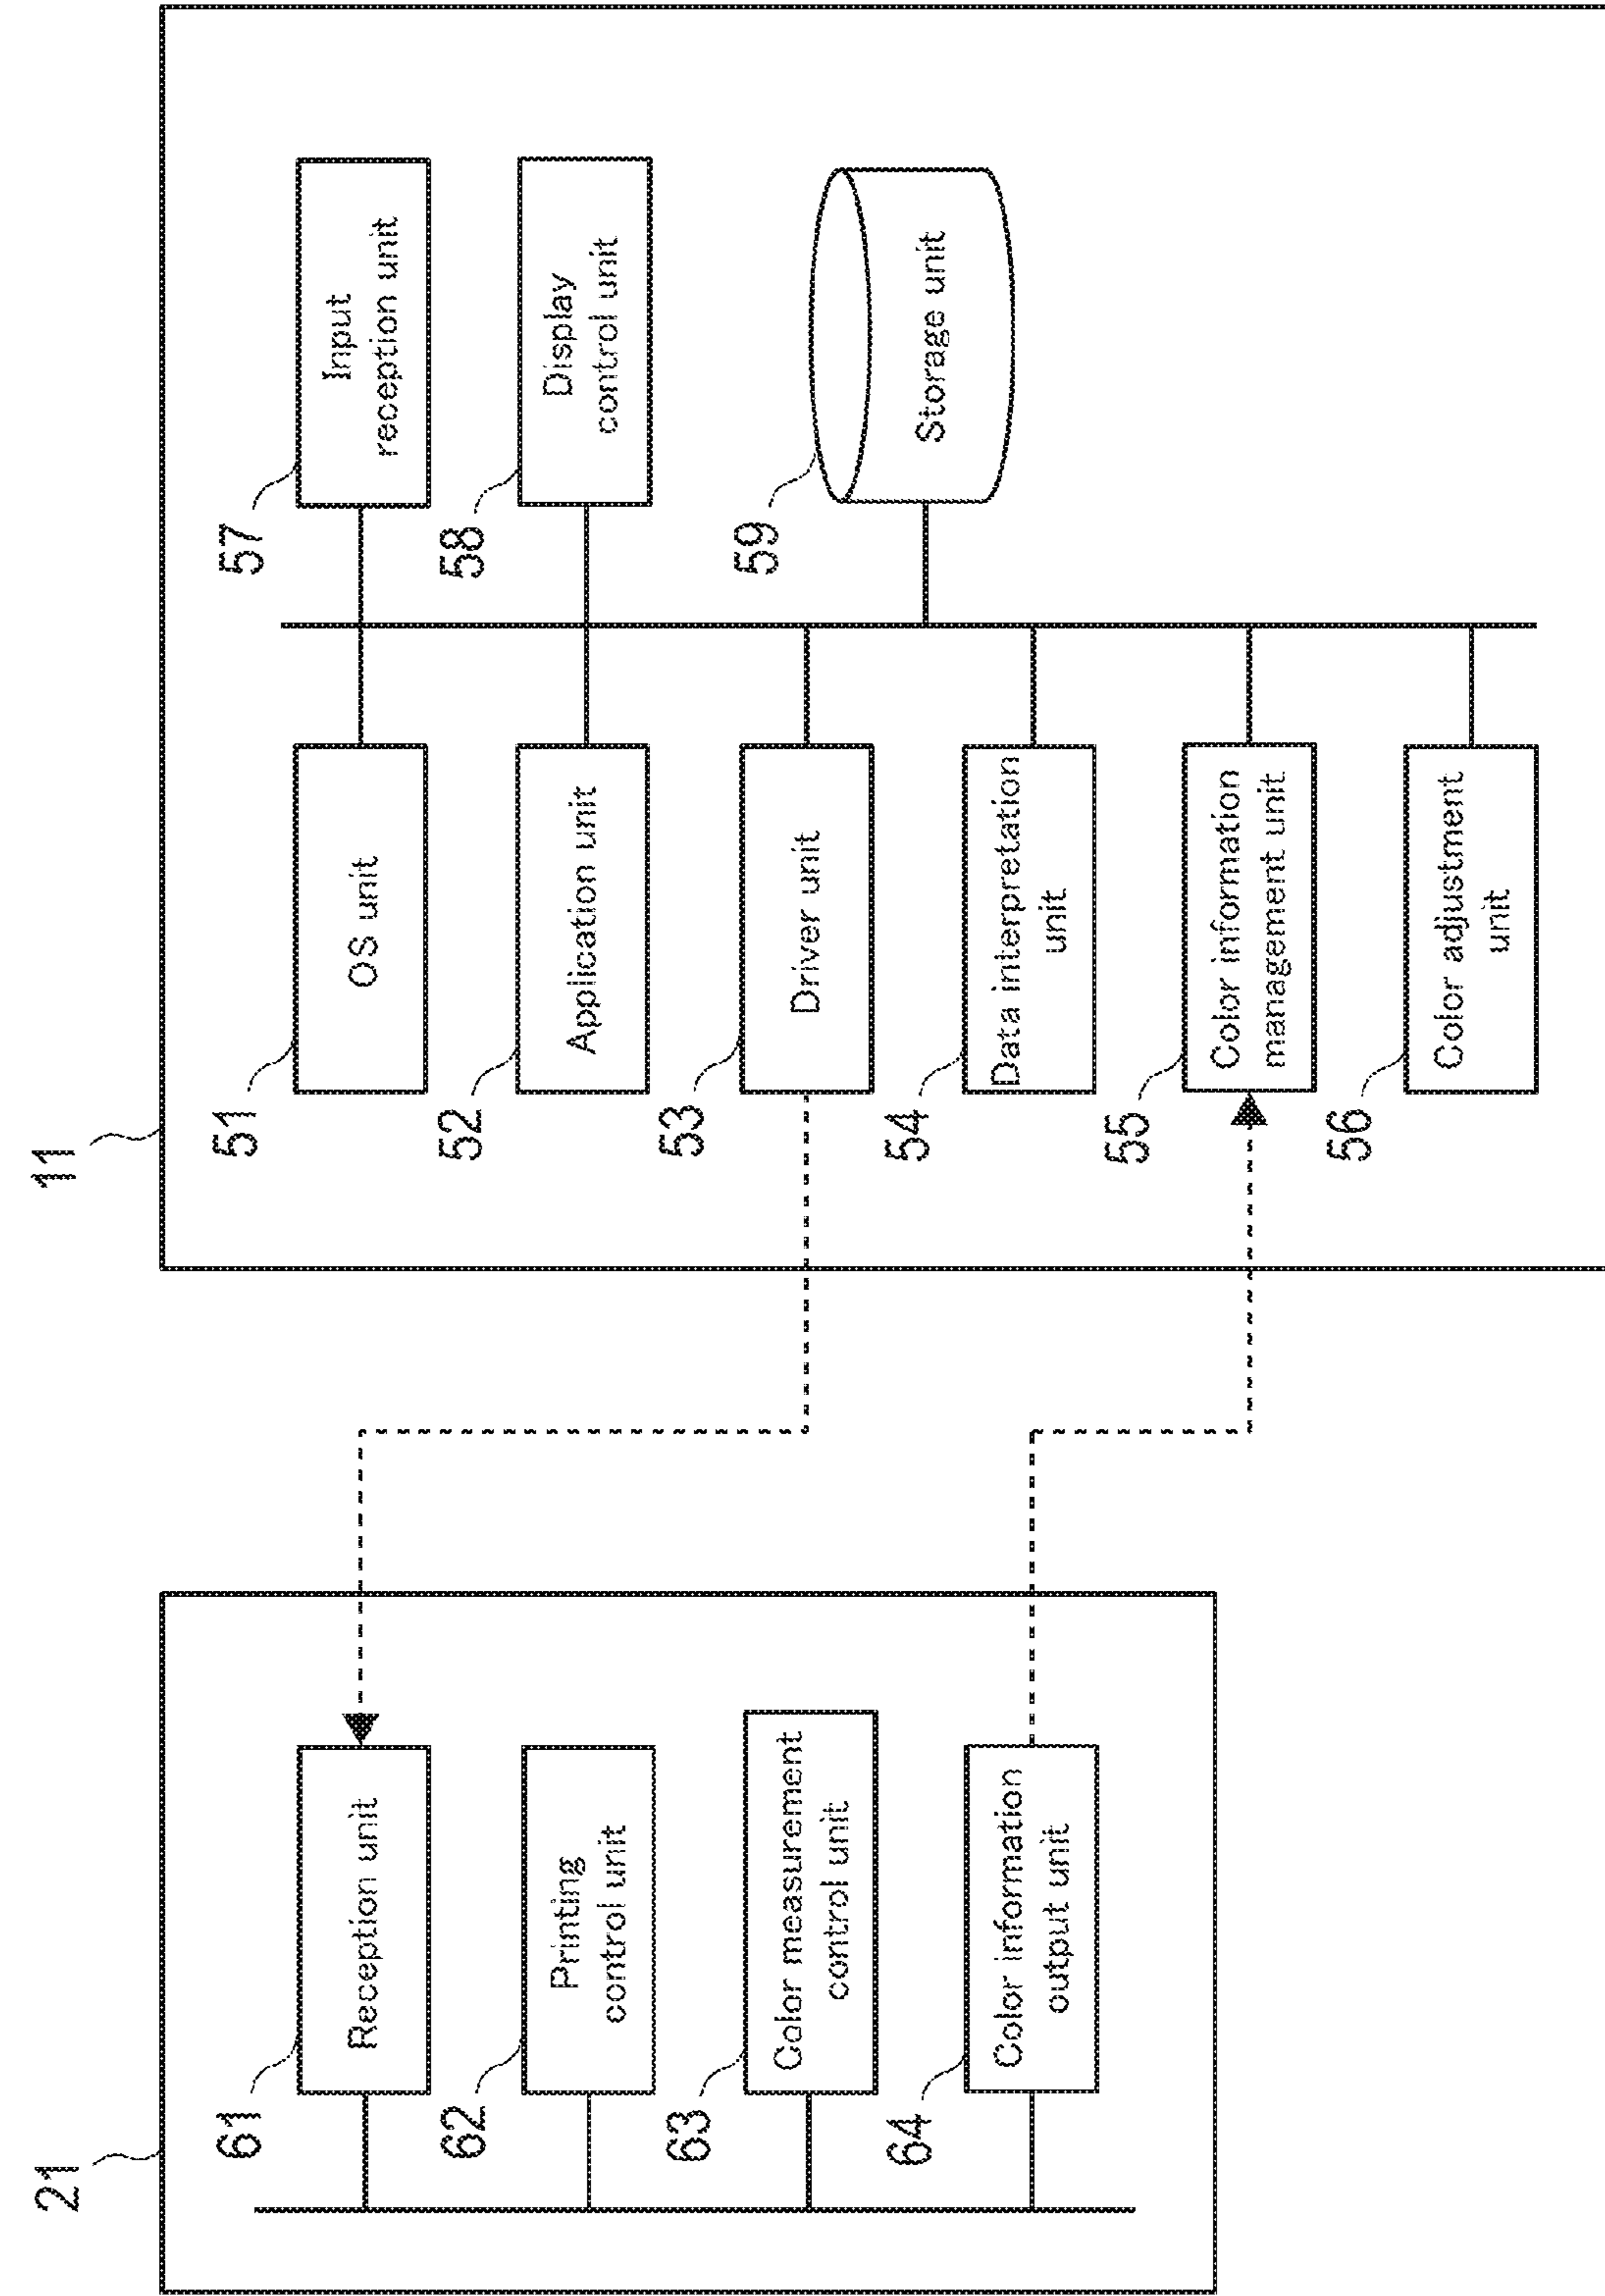 21
61
Reception unit
62
Printing
control unit
63
Color measurement
control unit
64
Color information
output unit
11
51
OS unit
52
Application unit
53
Driver unit
54
Data interpretation
unit
55
Color information
management unit
56
Color adjustment
unit
57
Input
reception unit
58
Display
control unit
59
Storage unit